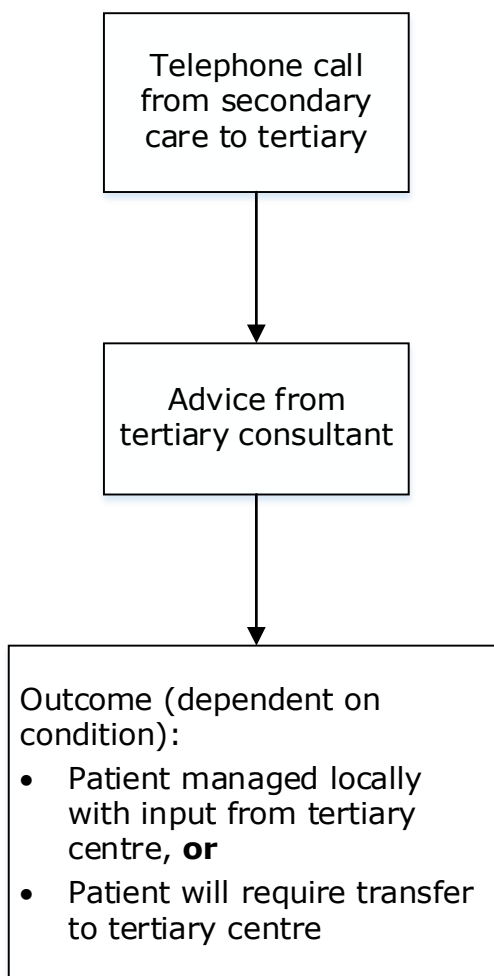 Telephone call
from secondary
care to tertiary
Advice from
tertiary consultant
Outcome (dependent on
condition):
• Patient managed locally
with input from tertiary
centre, or
• Patient will require transfer
to tertiary centre